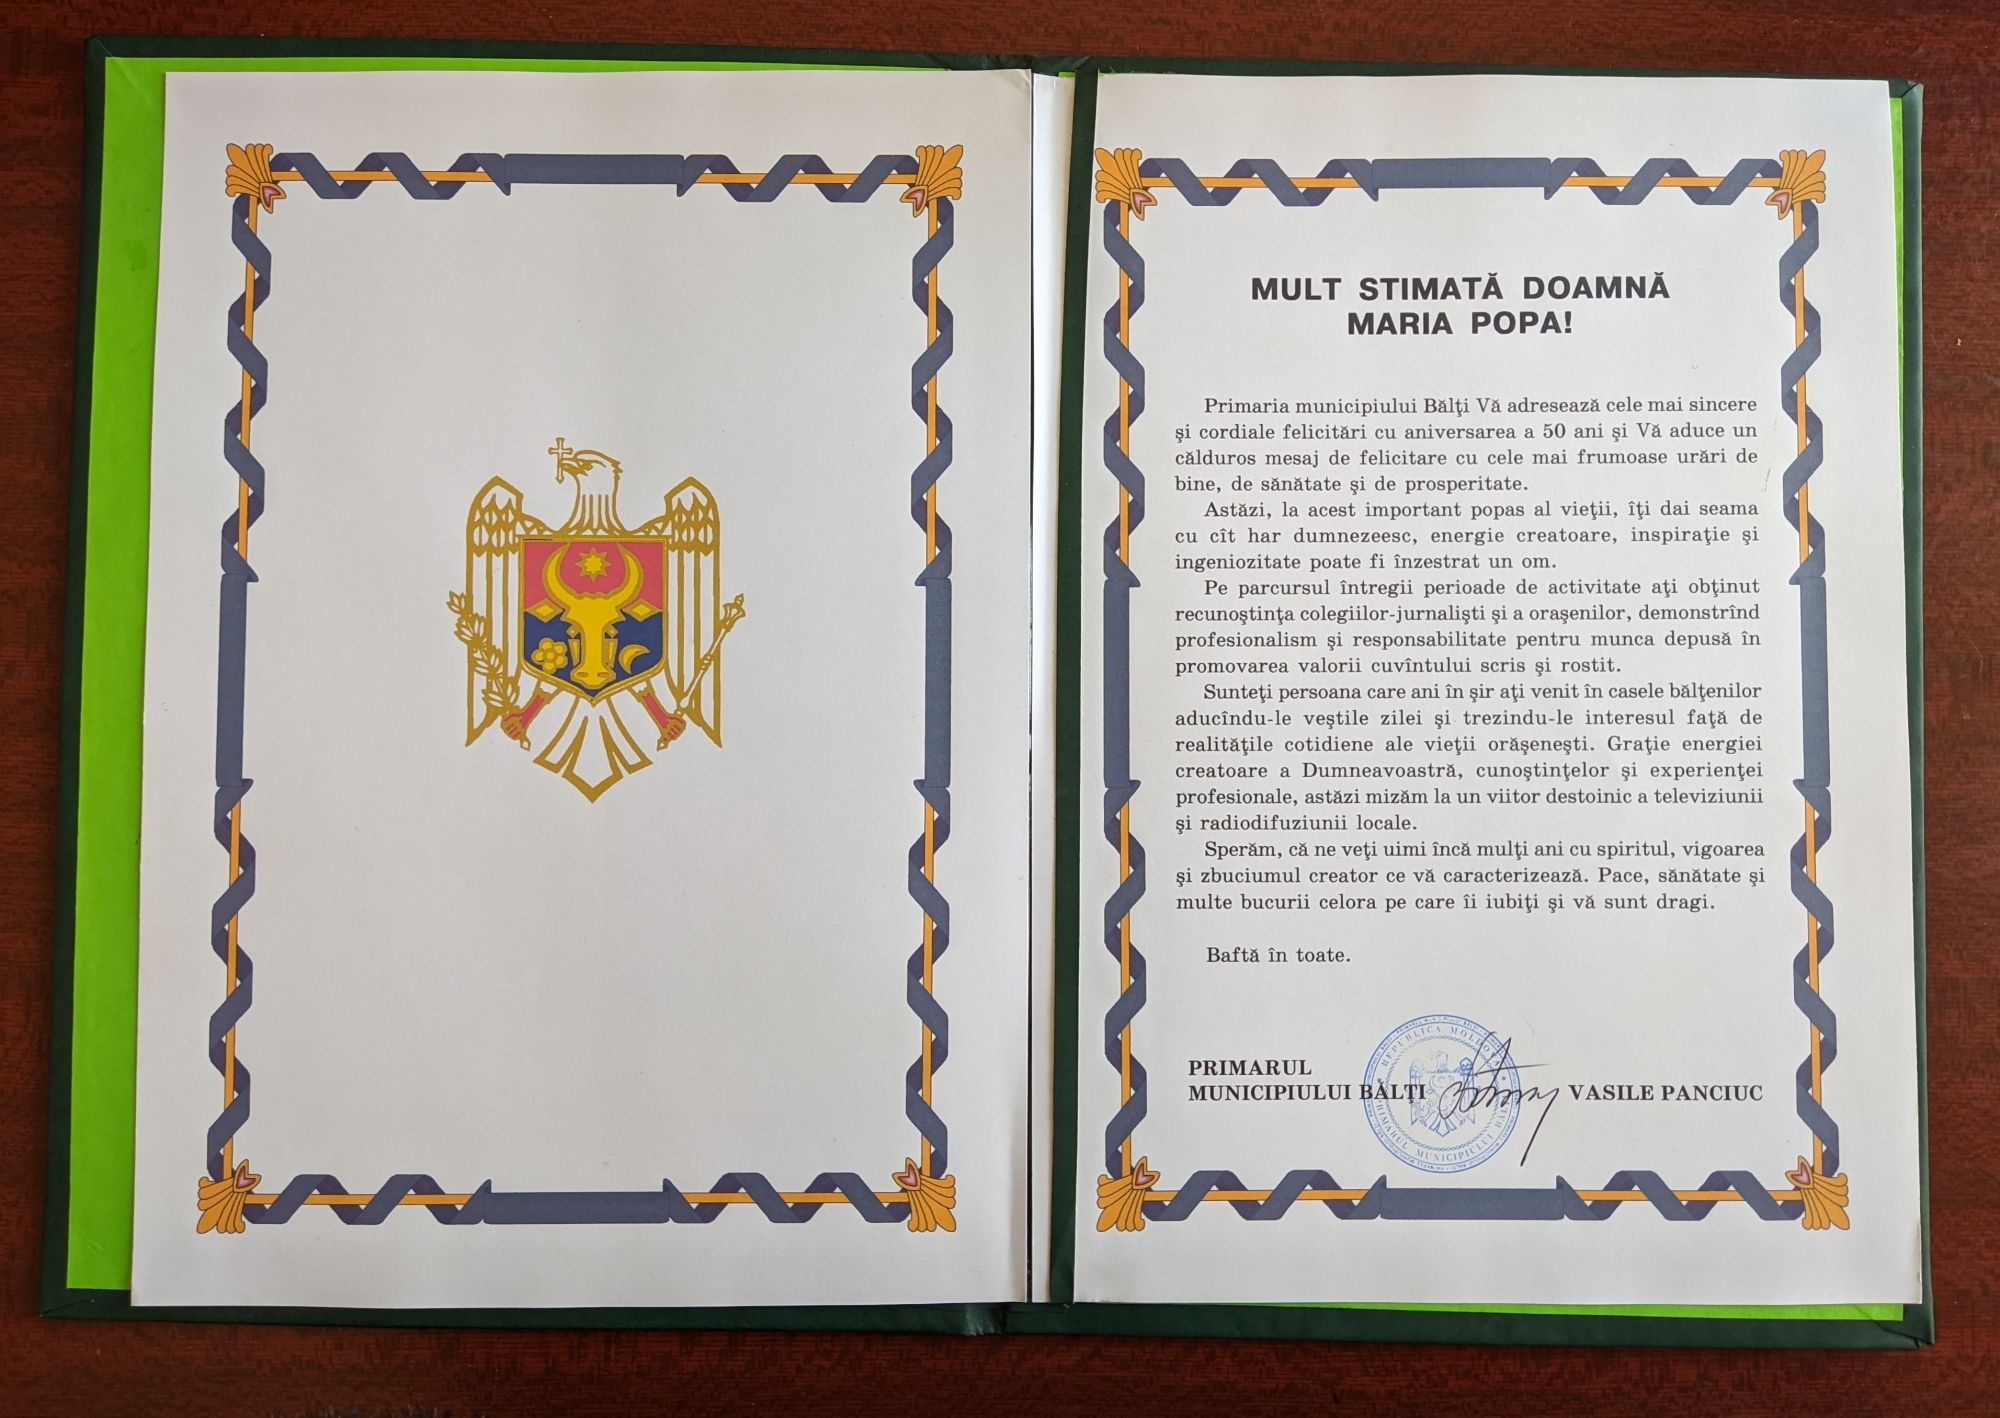 MULT STIMATĂ DOAMNĂ
MARIA POPA!
Primaria municipiului Bălţi Vă adresează cele mai sincere
şi cordiale felicitări cu aniversarea a 50 ani şi Vă aduce un
călduros mesaj de felicitare cu cele mai frumoase urări de
bine, de sănătate şi de prosperitate.
Astăzi, la acest important popas al vieţii, îţi dai seama
cu cît har dumnezeesc, energie creatoare, inspiraţie şi
ingeniozitate poate fi înzestrat un om.
Pe parcursul întregii perioade de activitate aţi obţinut
recunoştinţa colegiilor-jurnalişti şi a oraşenilor, demonstrînd
profesionalism şi responsabilitate pentru munca depusă în
promovarea valorii cuvîntului scris şi rostit.
Sunteţi persoana care ani în şir aţi venit în casele bălţenilor
aducîndu-le veştile zilei şi trezindu-le interesul faţă de
realităţile cotidiene ale vieţii orăşeneşti. Graţie energiei
creatoare a Dumneavoastră, cunoştinţelor şi experienţei
profesionale, astăzi mizăm la un viitor destoinic a televiziunii
şi radiodifuziunii locale.
Sperăm, că ne veţi uimi încă mulţi ani cu spiritul, vigoarea
şi zbuciumul creator ce vă caracterizează. Pace, sănătate şi
multe bucurii celora pe care îi iubiţi şi vă sunt dragi.
Baftă în toate.
PRIMARUL
MUNICIPIULUI BĂLŢI VASILE PANCIUC
REPUBLICA MOLDOVA
PRIMARUL MUNICIPIULUI BĂLŢI